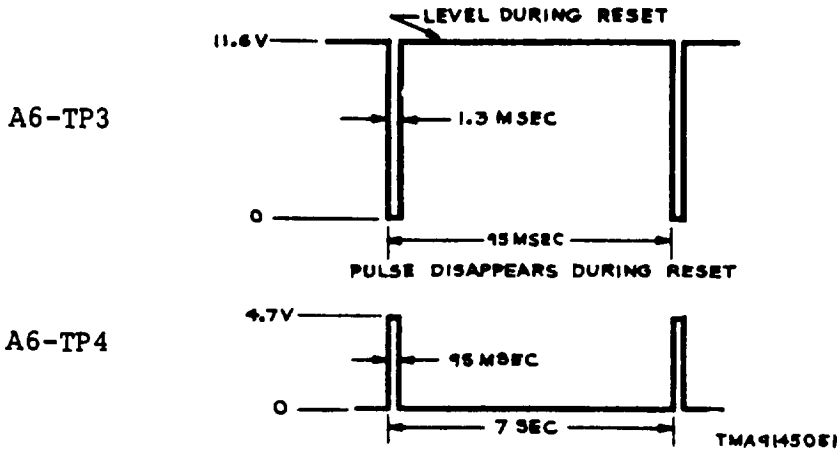 LEVEL DURING RESET
11.6V
A6-TP3
1.3 MSEC
0
95 MSEC
PULSE DISAPPEARS DURING RESET
4.7V
A6-TP4
95 MSEC
0
7 SEC
TMA9145081